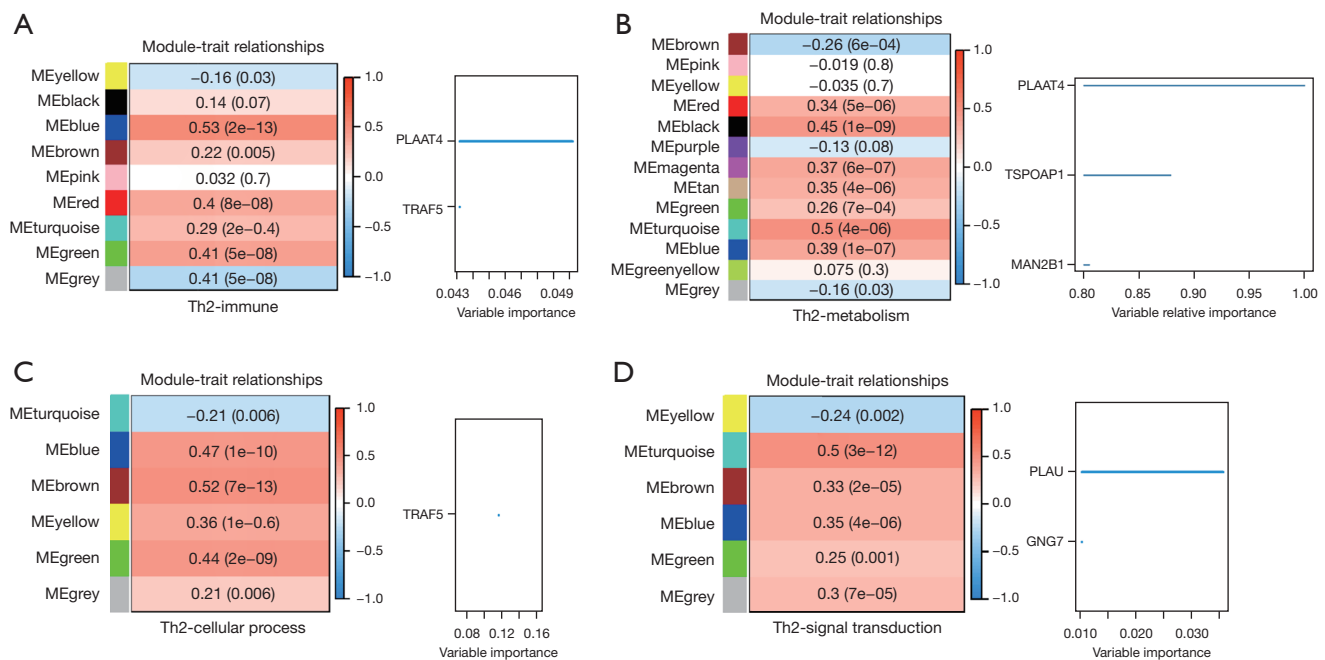 A
Module-trait relationships
MEyellow −0.16 (0.03)
MEblack 0.14 (0.07)
MEblue 0.53 (2e−13)
MEbrown 0.22 (0.005)
MEpink 0.032 (0.7)
MEred 0.4 (8e−08)
MEturquoise 0.29 (2e−0.4)
MEgreen 0.41 (5e−08)
MEgrey 0.41 (5e−08)
Th2-immune
1.0
0.5
0.0
−0.5
−1.0
PLAAT4
TRAF5
0.043 0.046 0.049
Variable importance
B
Module-trait relationships
MEbrown −0.26 (6e−04)
MEpink −0.019 (0.8)
MEyellow −0.035 (0.7)
MEred 0.34 (5e−06)
MEblack 0.45 (1e−09)
MEpurple −0.13 (0.08)
MEmagenta 0.37 (6e−07)
MEtan 0.35 (4e−06)
MEgreen 0.26 (7e−04)
MEturquoise 0.5 (4e−06)
MEblue 0.39 (1e−07)
MEgreenyellow 0.075 (0.3)
MEgrey −0.16 (0.03)
Th2-metabolism
1.0
0.5
0.0
−0.5
−1.0
PLAAT4
TSPOAP1
MAN2B1
0.80 0.85 0.90 0.95 1.00
Variable relative importance
C
Module-trait relationships
MEturquoise −0.21 (0.006)
MEblue 0.47 (1e−10)
MEbrown 0.52 (7e−13)
MEyellow 0.36 (1e−0.6)
MEgreen 0.44 (2e−09)
MEgrey 0.21 (0.006)
Th2-cellular process
1.0
0.5
0.0
−0.5
−1.0
TRAF5
0.08 0.12 0.16
Variable importance
D
Module-trait relationships
MEyellow −0.24 (0.002)
MEturquoise 0.5 (3e−12)
MEbrown 0.33 (2e−05)
MEblue 0.35 (4e−06)
MEgreen 0.25 (0.001)
MEgrey 0.3 (7e−05)
Th2-signal transduction
1.0
0.5
0.0
−0.5
−1.0
PLAU
GNG7
0.010 0.020 0.030
Variable importance